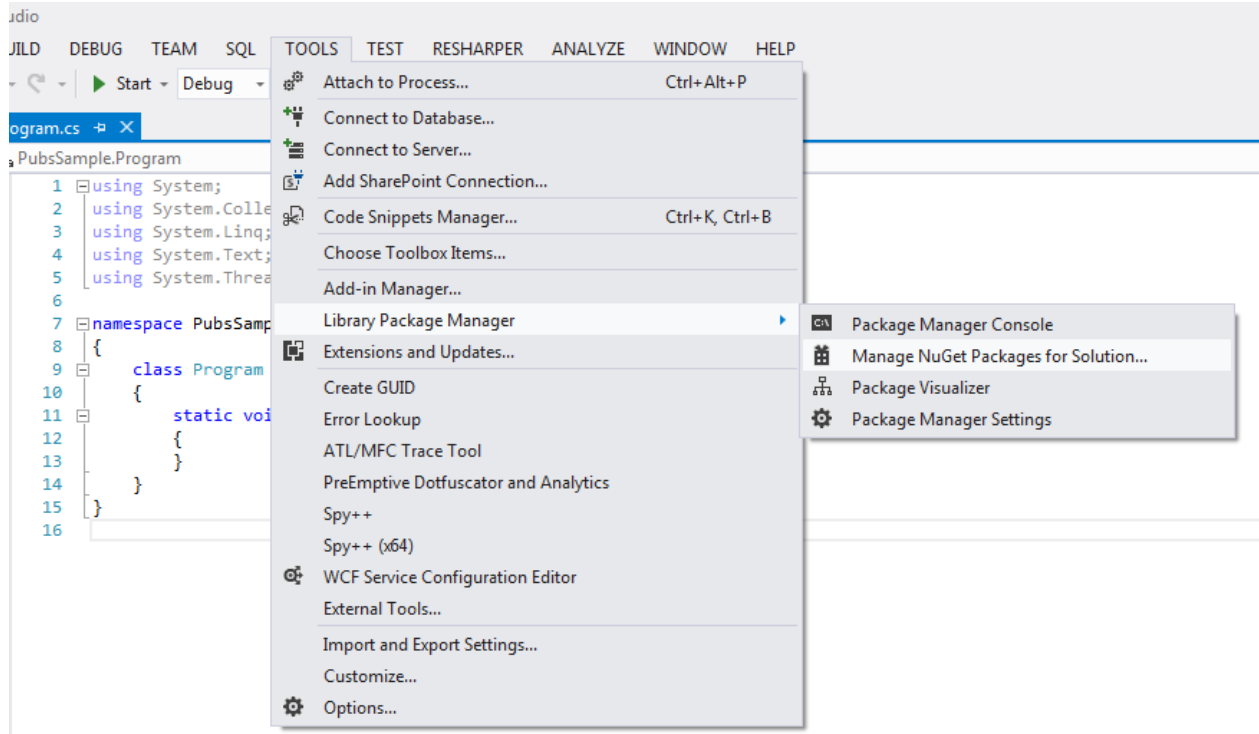 udio
UILD DEBUG TEAM SQL TOOLS TEST RESHARPER ANALYZE WINDOW HELP
Start Debug
ogram.cs
PubsSample.Program
1 using System;
2 using System.Colle
3 using System.Linq;
4 using System.Text;
5 using System.Threa
6
7 namespace PubsSamp
8 {
9 class Program
10 {
11 static voi
12 {
13 }
14 }
15 }
16
Attach to Process... Ctrl+Alt+P
Connect to Database...
Connect to Server...
Add SharePoint Connection...
Code Snippets Manager... Ctrl+K, Ctrl+B
Choose Toolbox Items...
Add-in Manager...
Library Package Manager
Extensions and Updates...
Create GUID
Error Lookup
ATL/MFC Trace Tool
PreEmptive Dotfuscator and Analytics
Spy++
Spy++ (x64)
WCF Service Configuration Editor
External Tools...
Import and Export Settings...
Customize...
Options...
Package Manager Console
Manage NuGet Packages for Solution...
Package Visualizer
Package Manager Settings